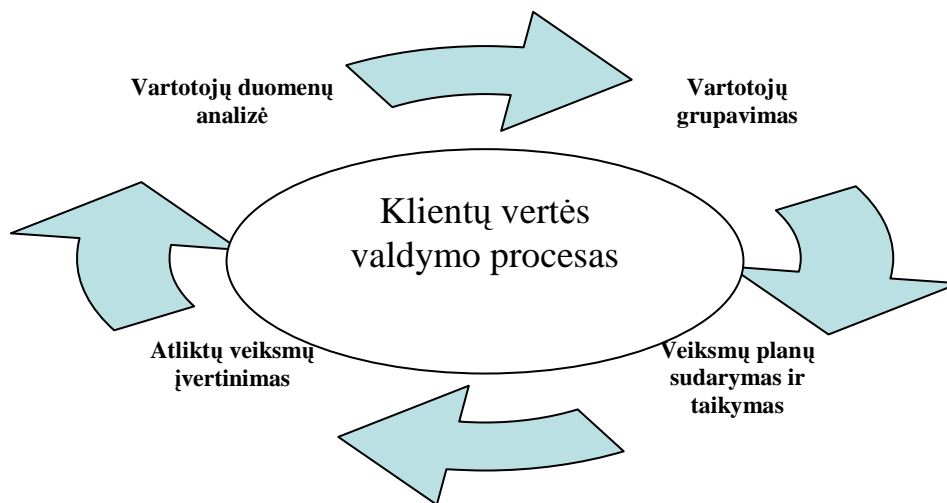 Vartotojų duomenų
analizė
Vartotojų
grupavimas
Klientų vertės
valdymo procesas
Atliktų veiksmų
įvertinimas
Veiksmų planų
sudarymas ir
taikymas